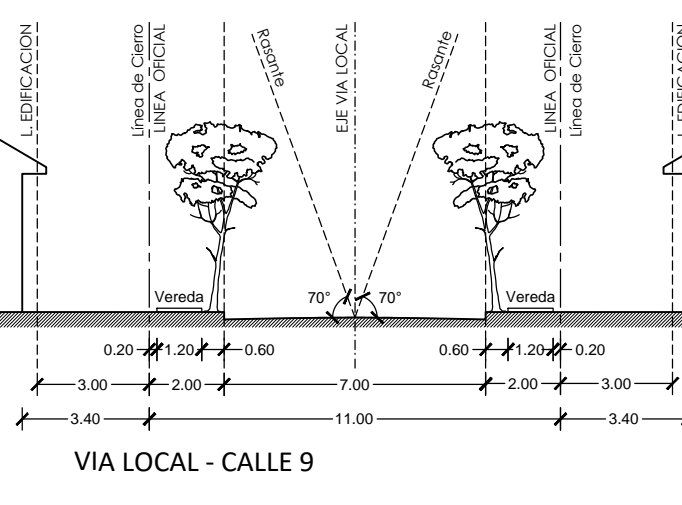 L. EDIFICACION
Línea de Cierro
LINEA OFICIAL
Rasante
EJE VIA LOCAL
Rasante
LINEA OFICIAL
Línea de Cierro
L. EDIFICACION
Vereda
70°
70°
Vereda
0.20
1.20
0.60
0.60
1.20
0.20
3.00
2.00
7.00
2.00
3.00
3.40
11.00
3.40
VIA LOCAL - CALLE 9